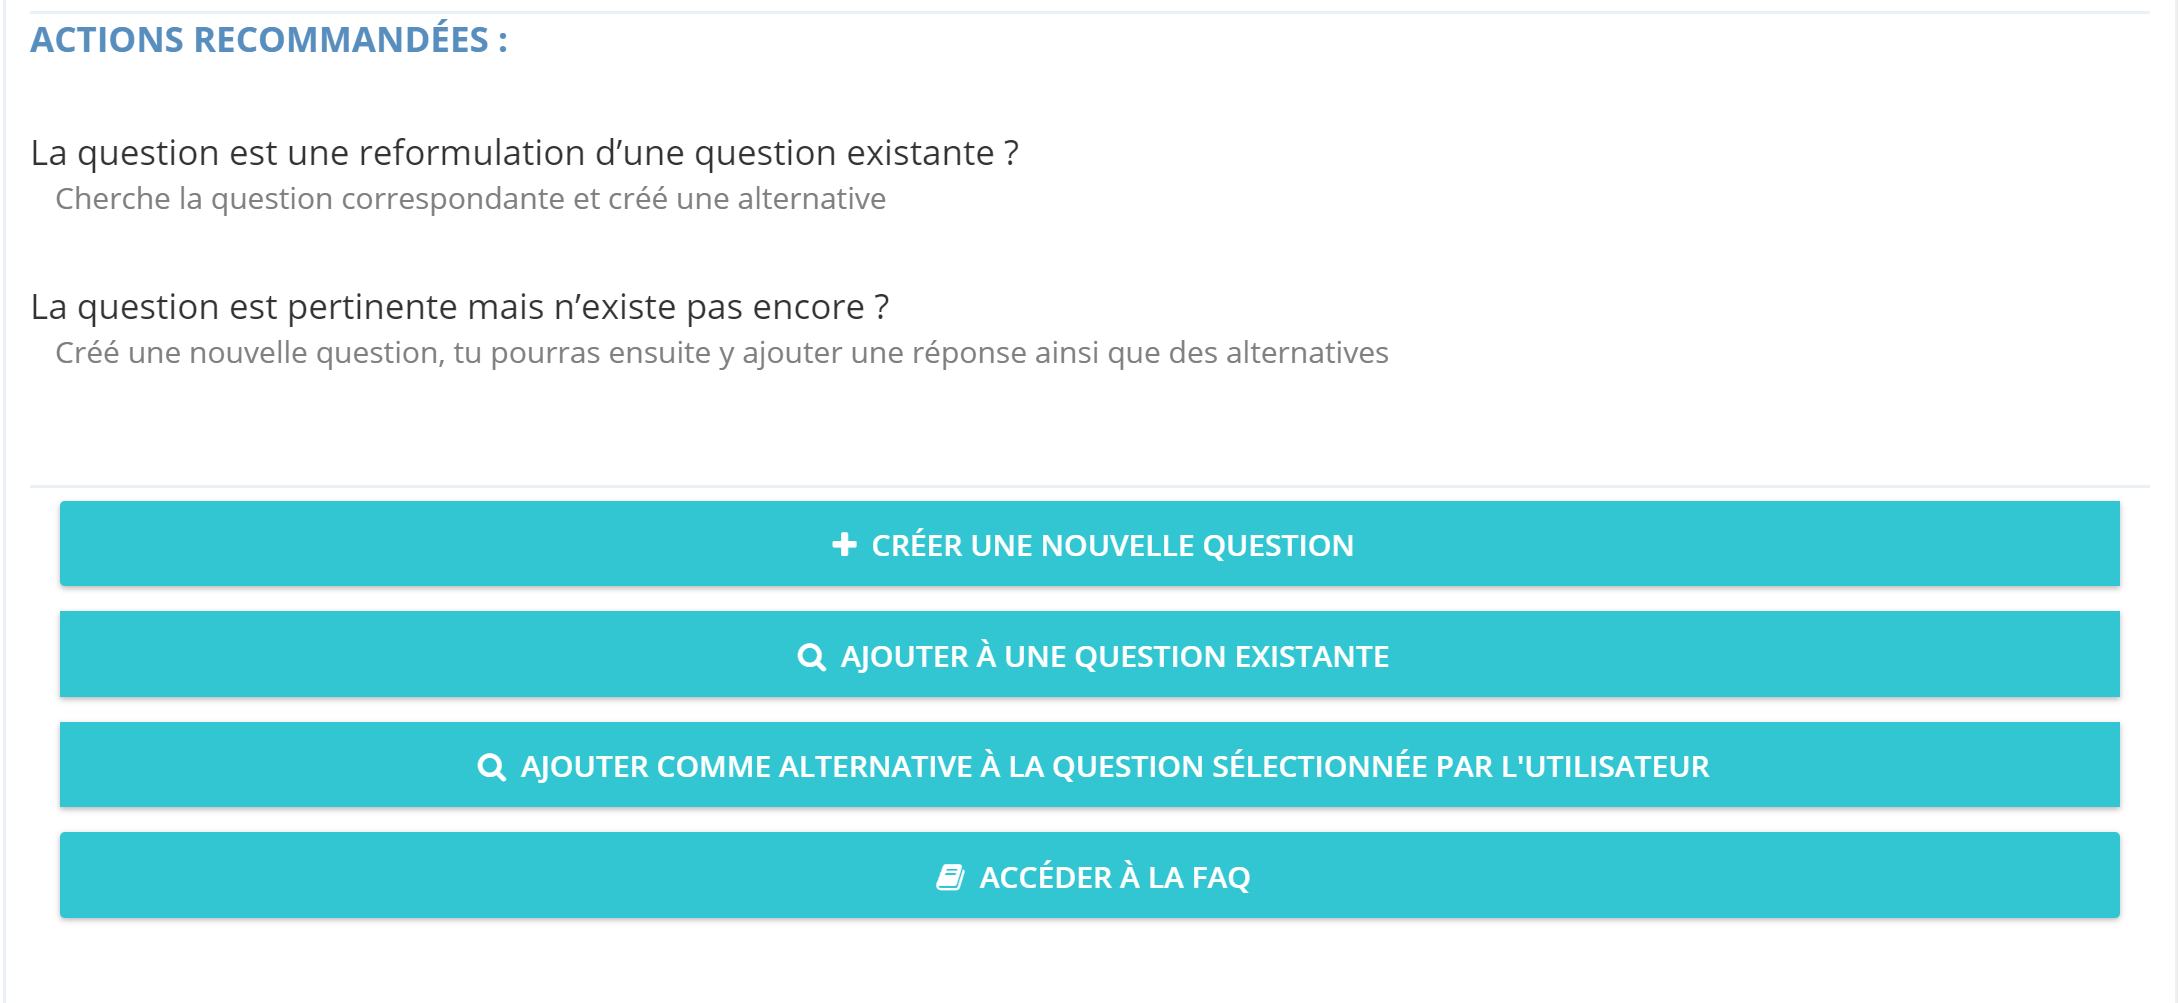 ACTIONS RECOMMANDÉES :
La question est une reformulation d’une question existante ?
Cherche la question correspondante et créé une alternative
La question est pertinente mais n’existe pas encore ?
Créé une nouvelle question, tu pourras ensuite y ajouter une réponse ainsi que des alternatives
CRÉER UNE NOUVELLE QUESTION
AJOUTER À UNE QUESTION EXISTANTE
AJOUTER COMME ALTERNATIVE À LA QUESTION SÉLECTIONNÉE PAR L'UTILISATEUR
ACCÉDER À LA FAQ